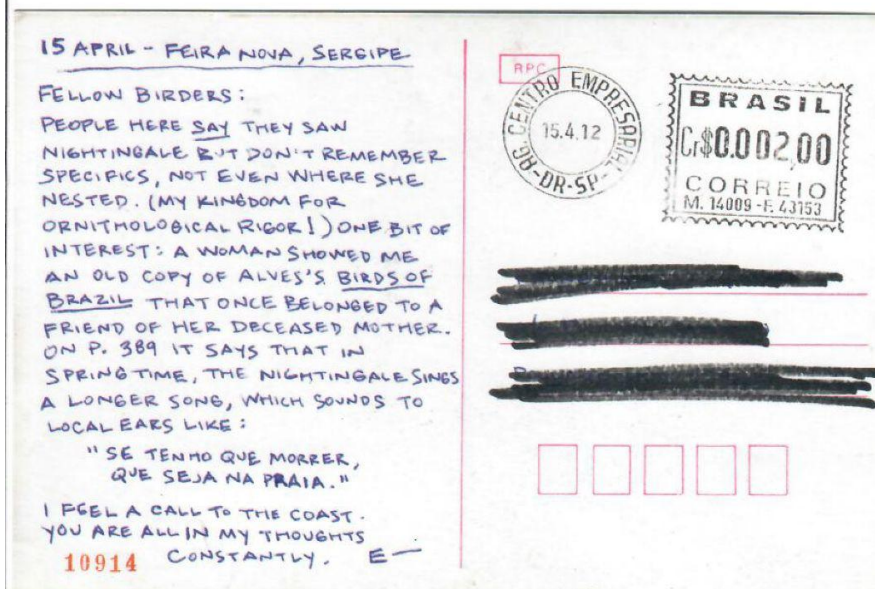 15 APRIL - FEIRA NOVA, SERGIPE
FELLOW BIRDERS:
PEOPLE HERE SAY THEY SAW
NIGHTINGALE BUT DON'T REMEMBER
SPECIFICS, NOT EVEN WHERE SHE
NESTED. (MY KINGDOM FOR
ORNITHOLOGICAL RIGOR!) ONE BIT OF
INTEREST: A WOMAN SHOWED ME
AN OLD COPY OF ALVES'S BIRDS OF
BRAZIL THAT ONCE BELONGED TO A
FRIEND OF HER DECEASED MOTHER.
ON P. 389 IT SAYS THAT IN
SPRINGTIME, THE NIGHTINGALE SINGS
A LONGER SONG, WHICH SOUNDS TO
LOCAL EARS LIKE:
"SE TENHO QUE MORRER,
QUE SEJA NA PRAIA."
I FEEL A CALL TO THE COAST.
YOU ARE ALL IN MY THOUGHTS
CONSTANTLY. E—
10914
RPC
AG. CENTRO EMPRESARIAL
15.4.12
-DR-SP-
BRASIL
Cr$0.002,00
CORREIO
M. 14009-F. 43153